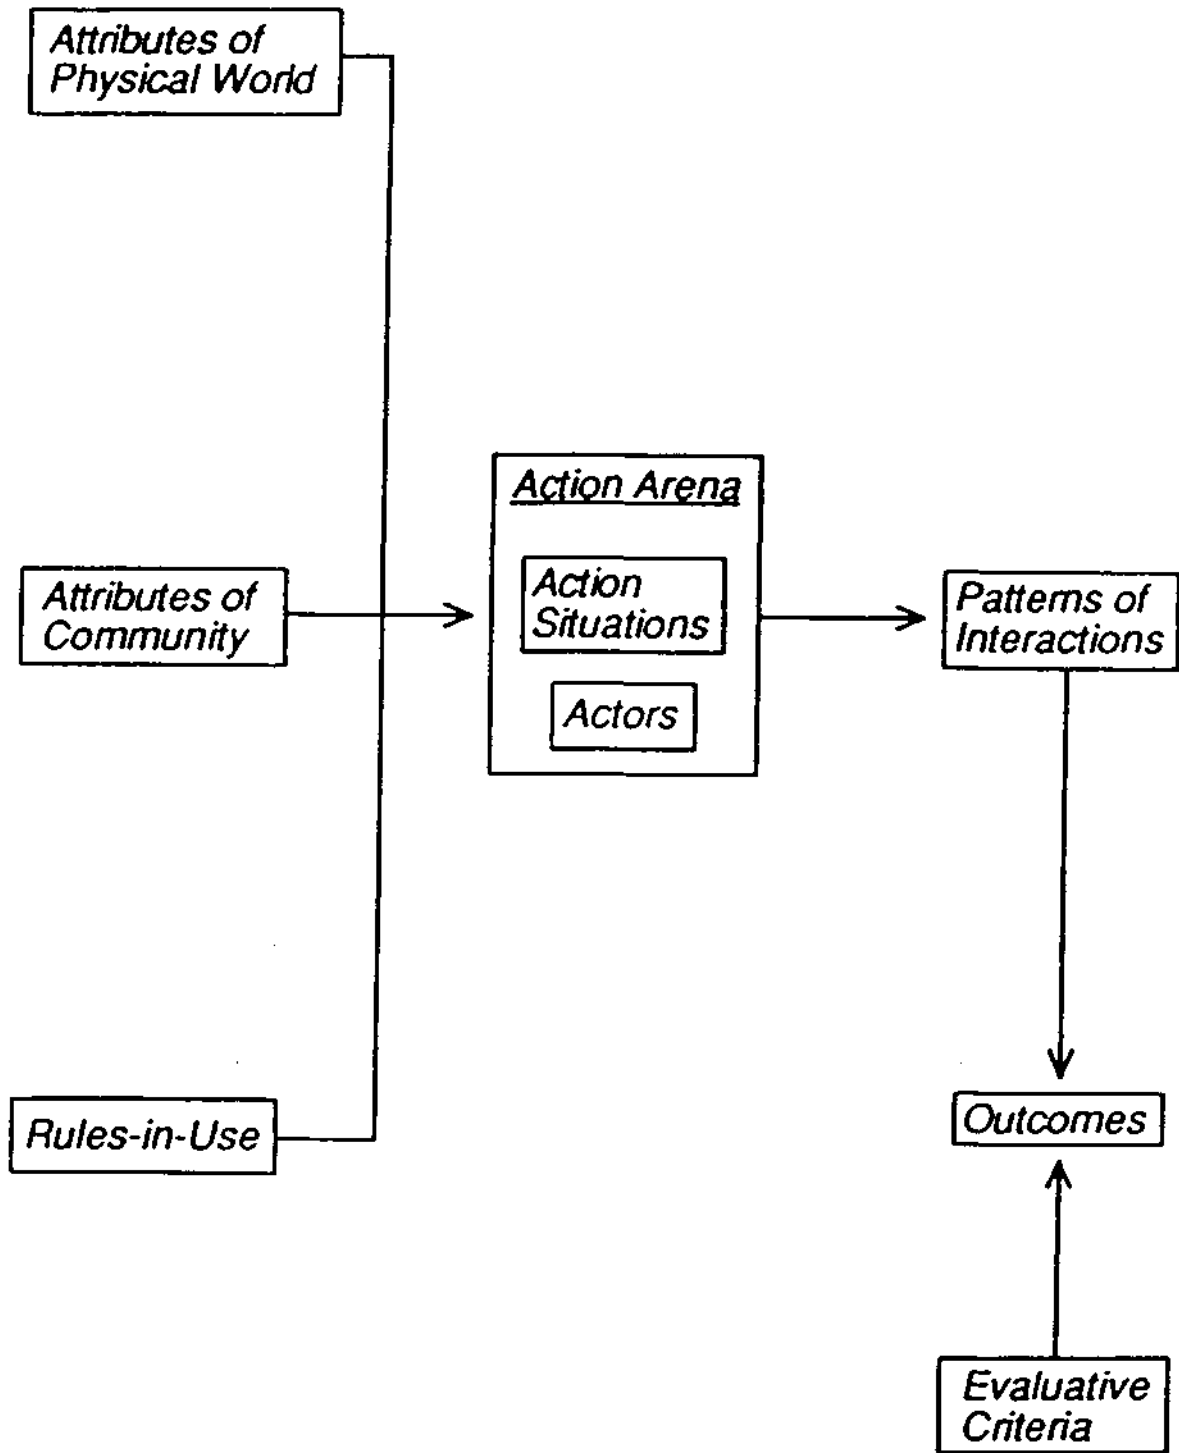 Attributes of
Physical World
Attributes of
Community
Rules-in-Use
Action Arena
Action
Situations
Actors
Patterns of
Interactions
Outcomes
Evaluative
Criteria